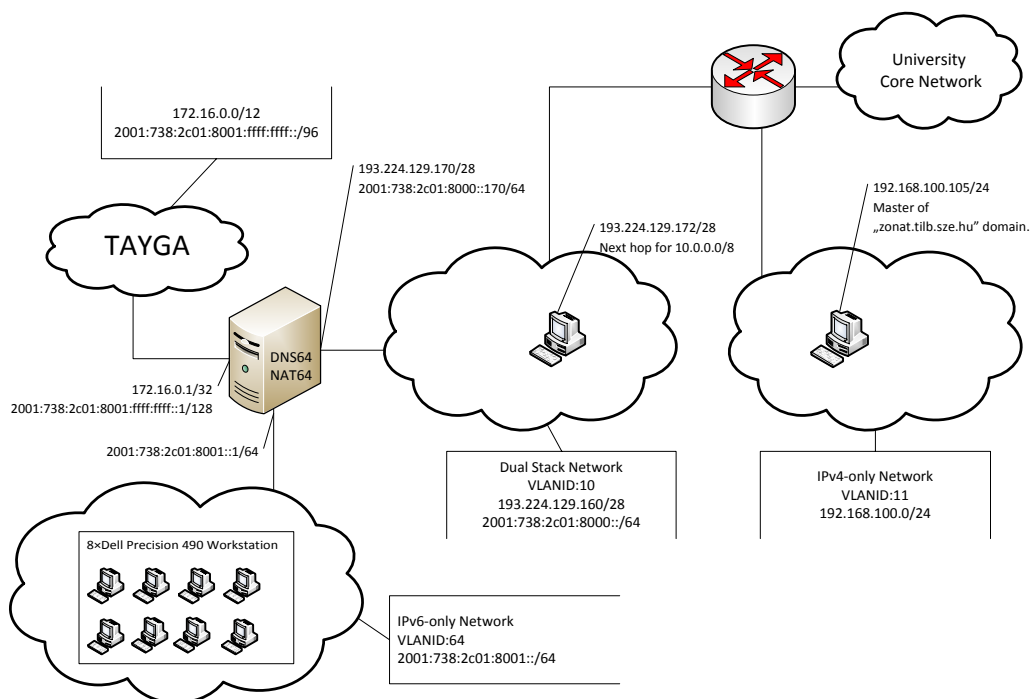 University
Core Network
172.16.0.0/12
2001:738:2c01:8001:ffff:ffff::/96
193.224.129.170/28
2001:738:2c01:8000::170/64
192.168.100.105/24
Master of
„zonat.tilb.sze.hu” domain.
193.224.129.172/28
Next hop for 10.0.0.0/8
TAYGA
DNS64
NAT64
172.16.0.1/32
2001:738:2c01:8001:ffff:ffff::1/128
2001:738:2c01:8001::1/64
Dual Stack Network
VLANID:10
193.224.129.160/28
2001:738:2c01:8000::/64
IPv4-only Network
VLANID:11
192.168.100.0/24
8×Dell Precision 490 Workstation
IPv6-only Network
VLANID:64
2001:738:2c01:8001::/64